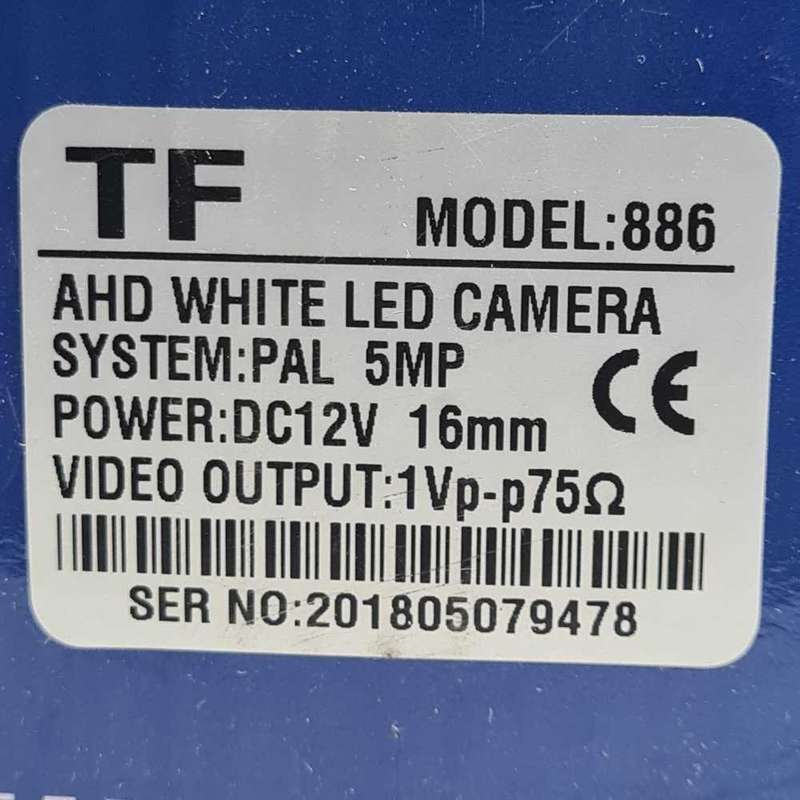 TF
MODEL:886
AHD WHITE LED CAMERA
SYSTEM:PAL 5MP
CE
POWER:DC12V 16mm
VIDEO OUTPUT:1Vp-p75Ω
SER NO:201805079478